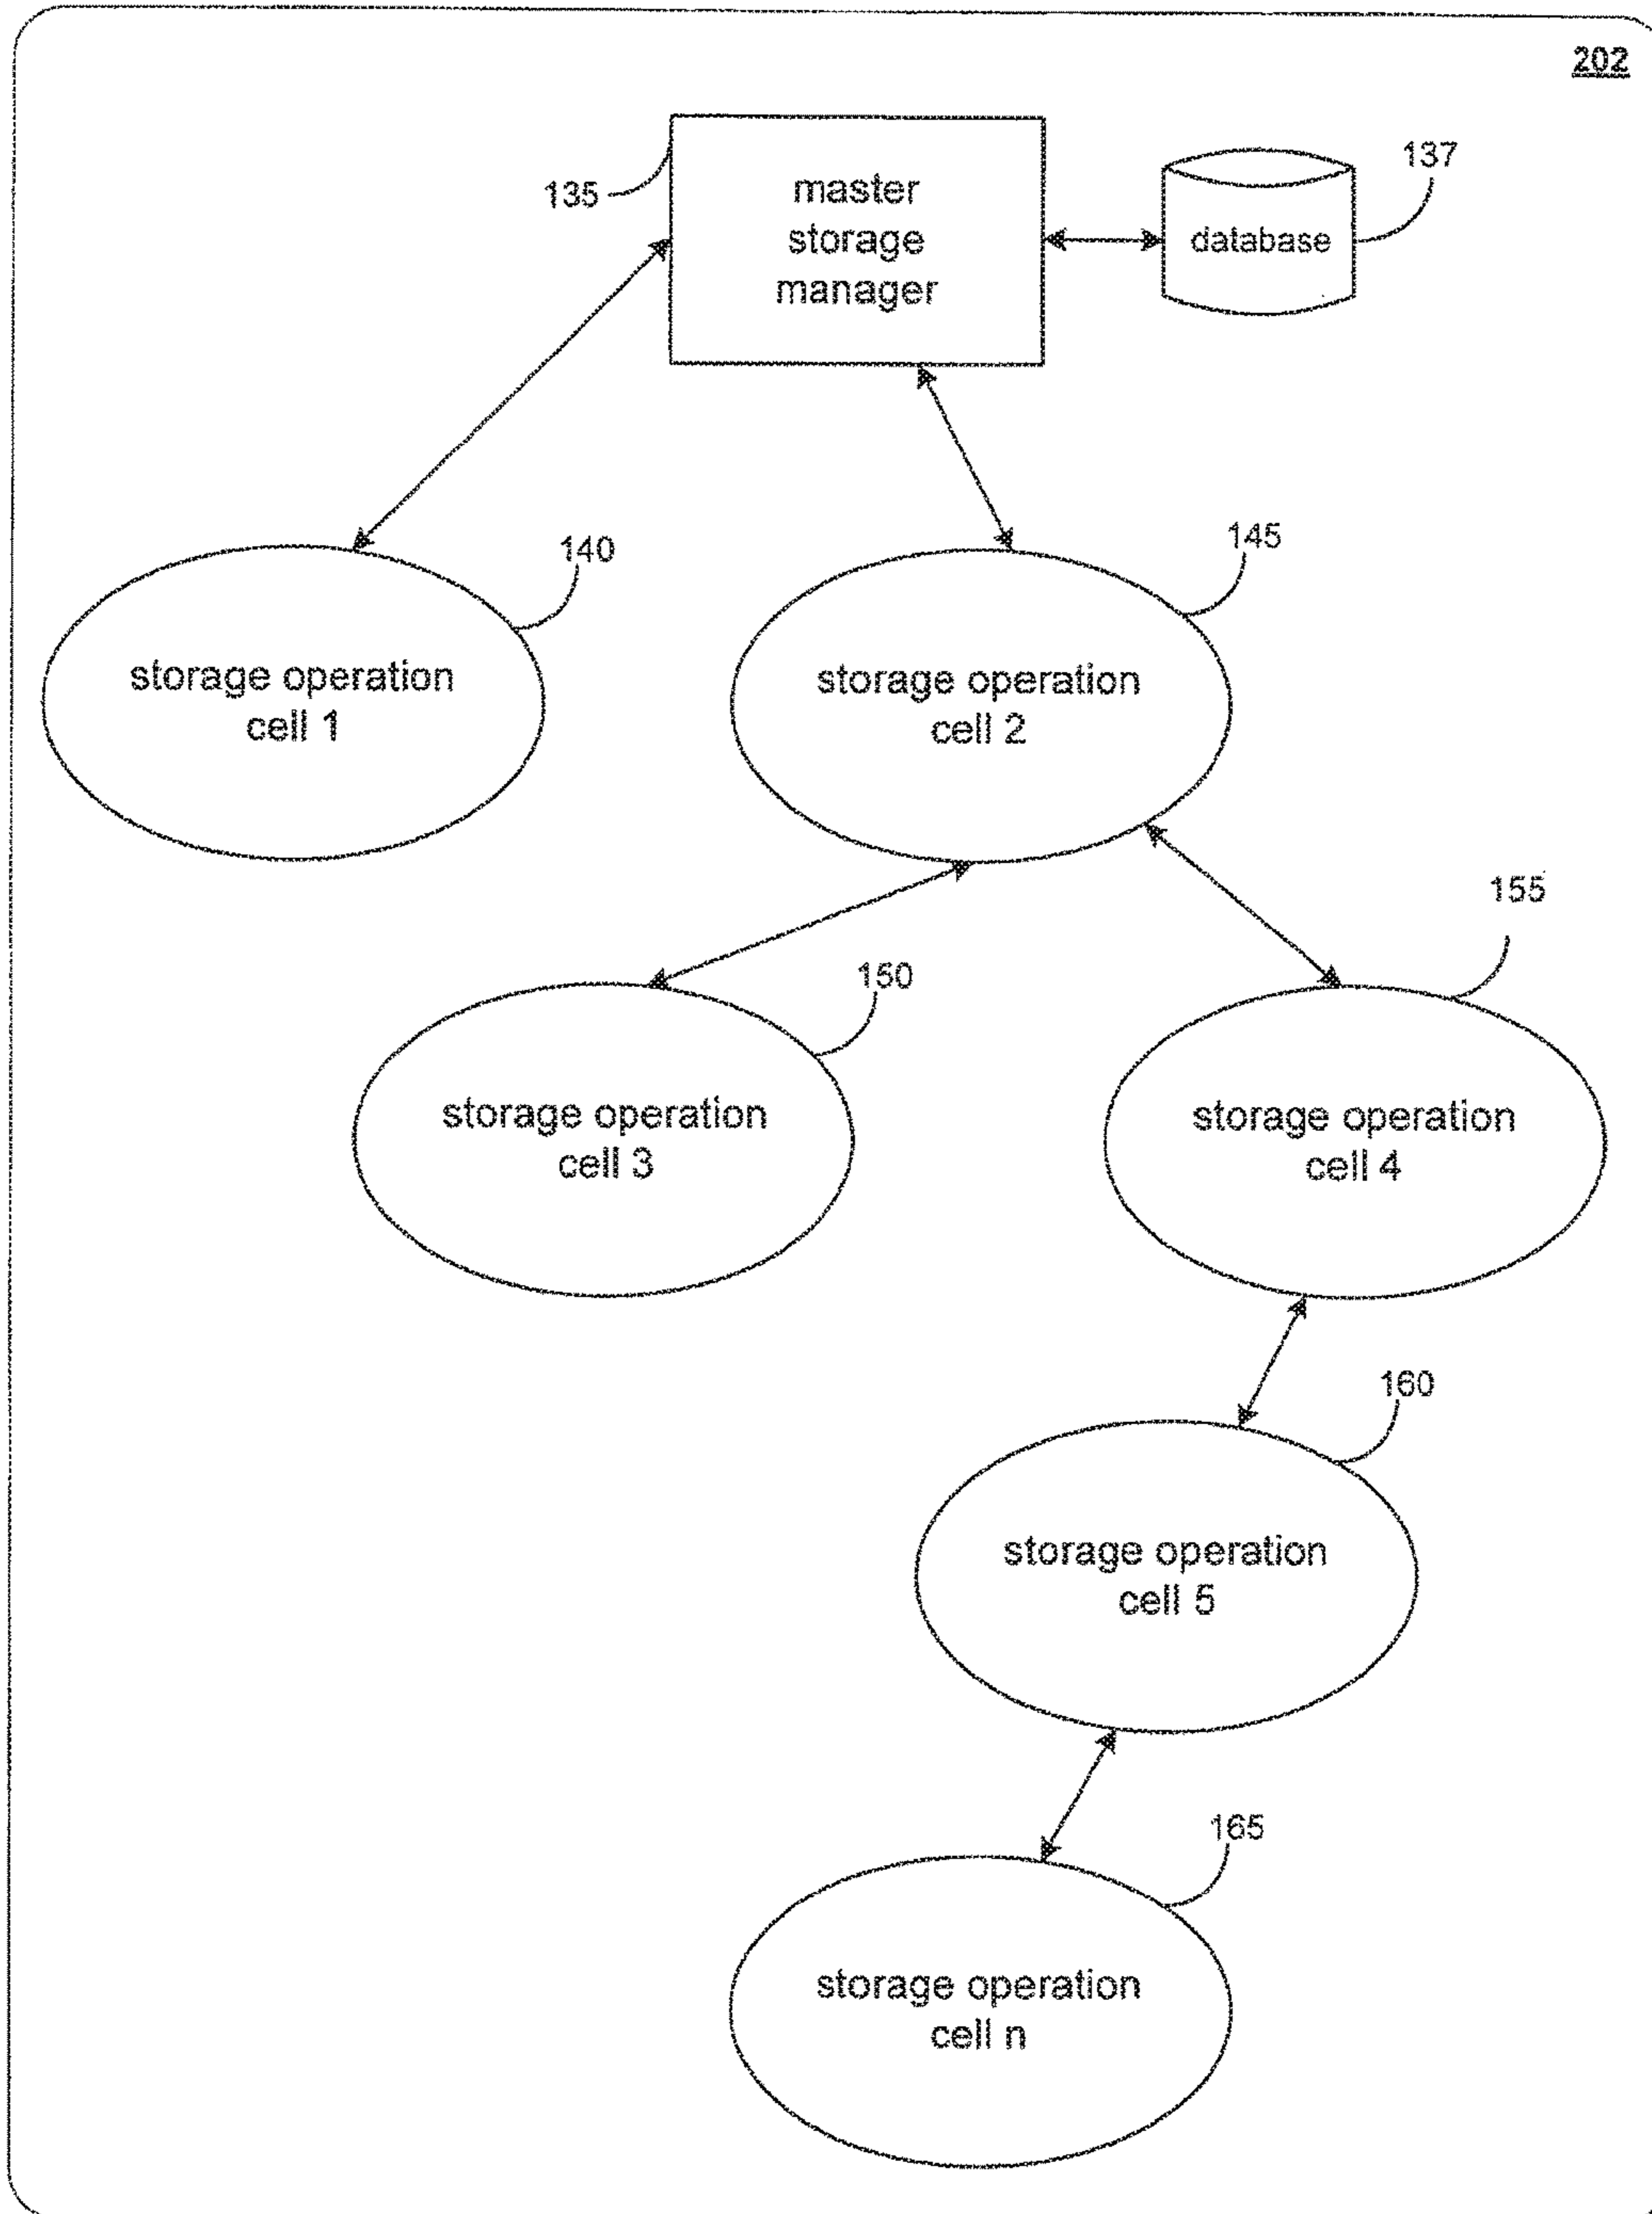 202
135
master
storage
manager
database
137
140
storage operation
cell 1
145
storage operation
cell 2
150
storage operation
cell 3
155
storage operation
cell 4
160
storage operation
cell 5
165
storage operation
cell n